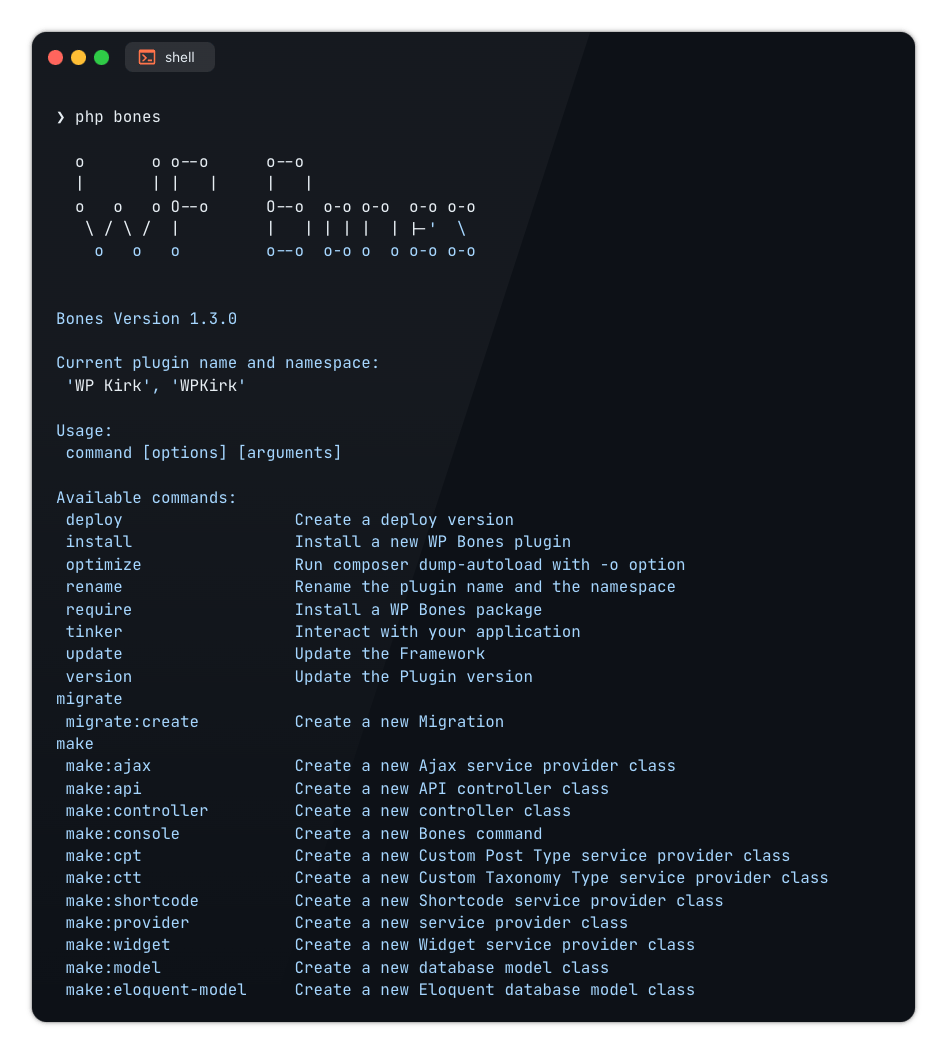 shell
❯ php bones
  o       o o--o      o--o
  |       | |   |     |   |
  o   o   o O--o      O--o  o-o o-o  o-o o-o
   \ / \ /  |         |   | | | |  | |-'  \
    o   o   o         o--o  o-o o  o o-o o-o
Bones Version 1.3.0
Current plugin name and namespace:
 'WP Kirk', 'WPKirk'
Usage:
 command [options] [arguments]
Available commands:
 deploy                  Create a deploy version
 install                 Install a new WP Bones plugin
 optimize                Run composer dump-autoload with -o option
 rename                  Rename the plugin name and the namespace
 require                 Install a WP Bones package
 tinker                  Interact with your application
 update                  Update the Framework
 version                 Update the Plugin version
migrate
 migrate:create          Create a new Migration
make
 make:ajax               Create a new Ajax service provider class
 make:api                Create a new API controller class
 make:controller         Create a new controller class
 make:console            Create a new Bones command
 make:cpt                Create a new Custom Post Type service provider class
 make:ctt                Create a new Custom Taxonomy Type service provider class
 make:shortcode          Create a new Shortcode service provider class
 make:provider           Create a new service provider class
 make:widget             Create a new Widget service provider class
 make:model              Create a new database model class
 make:eloquent-model     Create a new Eloquent database model class